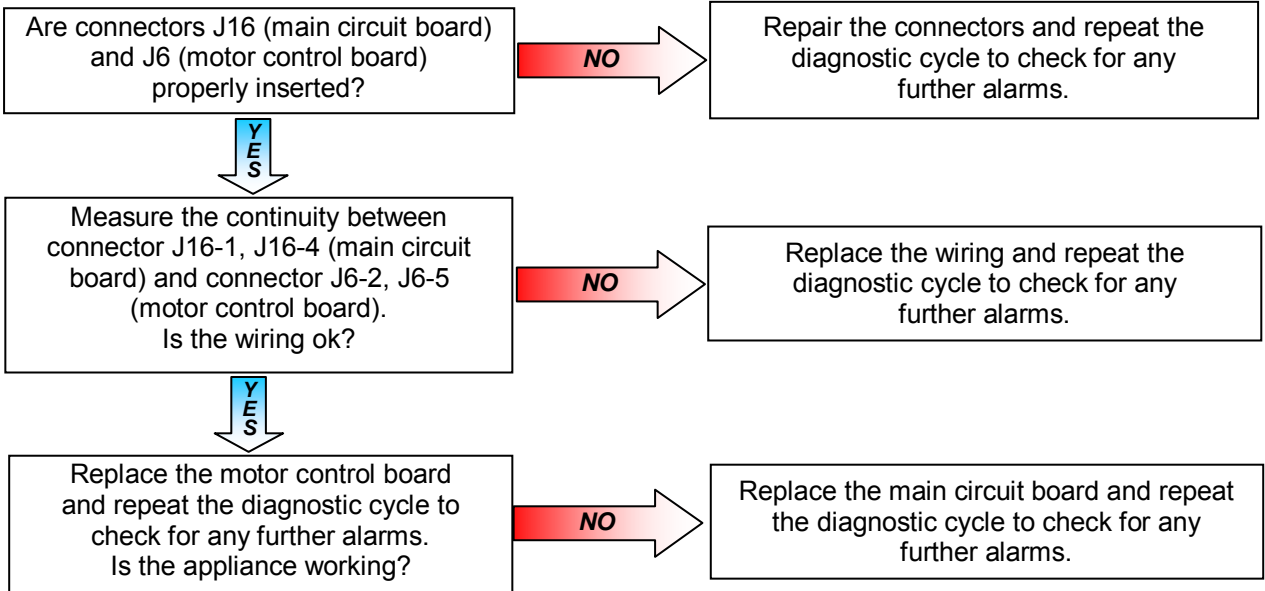 Are connectors J16 (main circuit board)
and J6 (motor control board)
properly inserted?
NO
Repair the connectors and repeat the
diagnostic cycle to check for any
further alarms.
YES
Measure the continuity between
connector J16-1, J16-4 (main circuit
board) and connector J6-2, J6-5
(motor control board).
Is the wiring ok?
NO
Replace the wiring and repeat the
diagnostic cycle to check for any
further alarms.
YES
Replace the motor control board
and repeat the diagnostic cycle to
check for any further alarms.
Is the appliance working?
NO
Replace the main circuit board and repeat
the diagnostic cycle to check for any
further alarms.